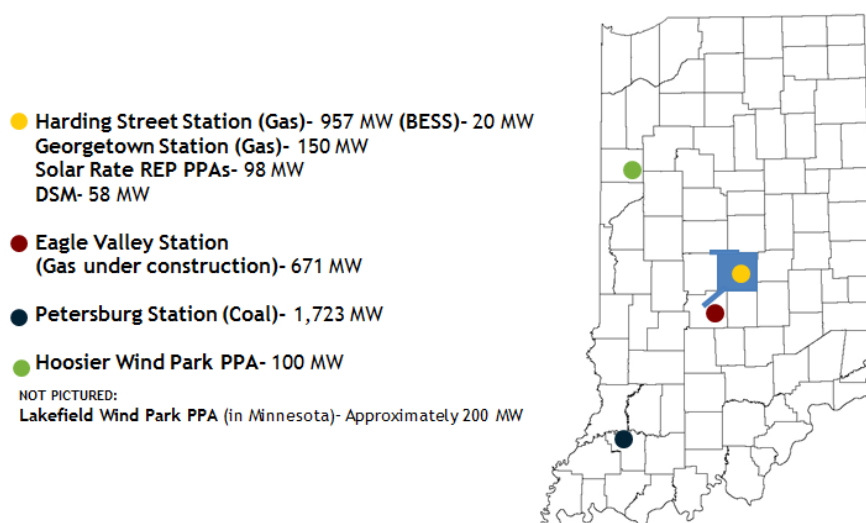 Harding Street Station (Gas)- 957 MW (BESS)- 20 MW
Georgetown Station (Gas)- 150 MW
Solar Rate REP PPAs- 98 MW
DSM- 58 MW
Eagle Valley Station
(Gas under construction)- 671 MW
Petersburg Station (Coal)- 1,723 MW
Hoosier Wind Park PPA- 100 MW
NOT PICTURED:
Lakefield Wind Park PPA (in Minnesota)- Approximately 200 MW